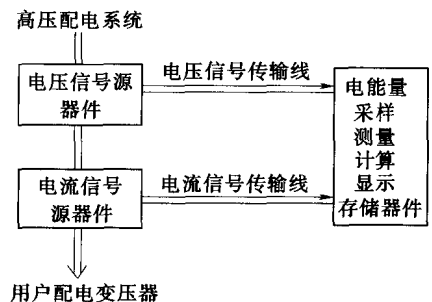 高压配电系统
电压信号源
器件
电压信号传输线
电能量
采样
测量
计算
显示
存储器件
电流信号
源器件
电流信号传输线
用户配电变压器